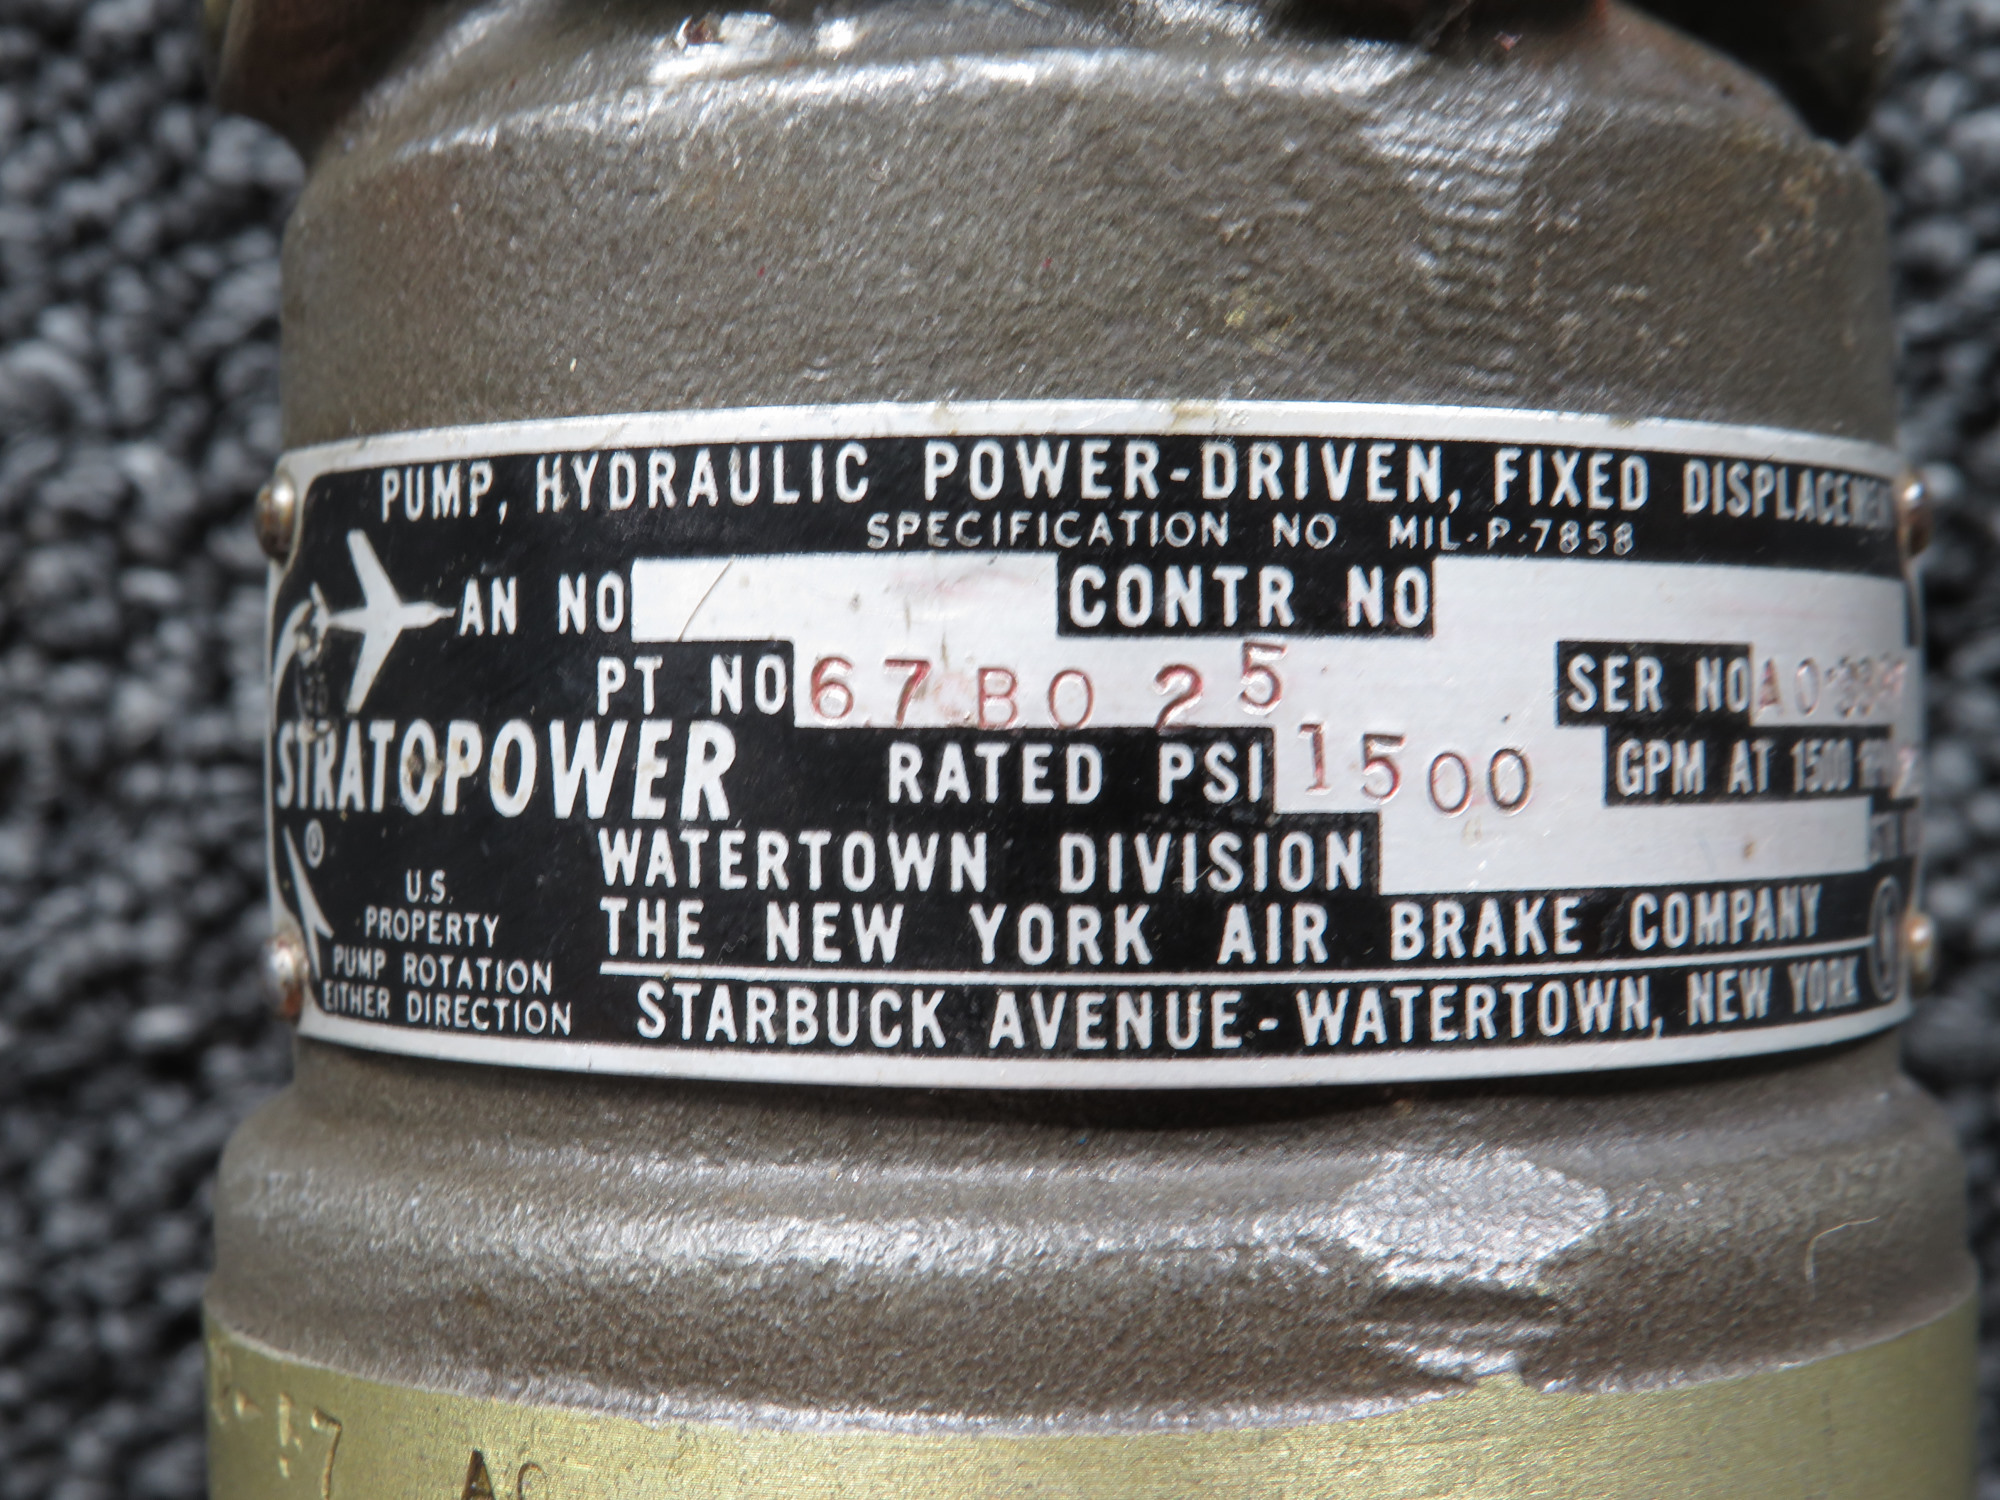 PUMP, HYDRAULIC POWER-DRIVEN, FIXED DISPLACEMENT
SPECIFICATION NO MIL-P-7858
AN NO CONTR NO
PT NO 67B025 SER NO
STRATOPOWER RATED PSI 1500 GPM AT 1500
®
WATERTOWN DIVISION
THE NEW YORK AIR BRAKE COMPANY
STARBUCK AVENUE-WATERTOWN, NEW YORK
U.S.
PROPERTY
PUMP ROTATION
EITHER DIRECTION